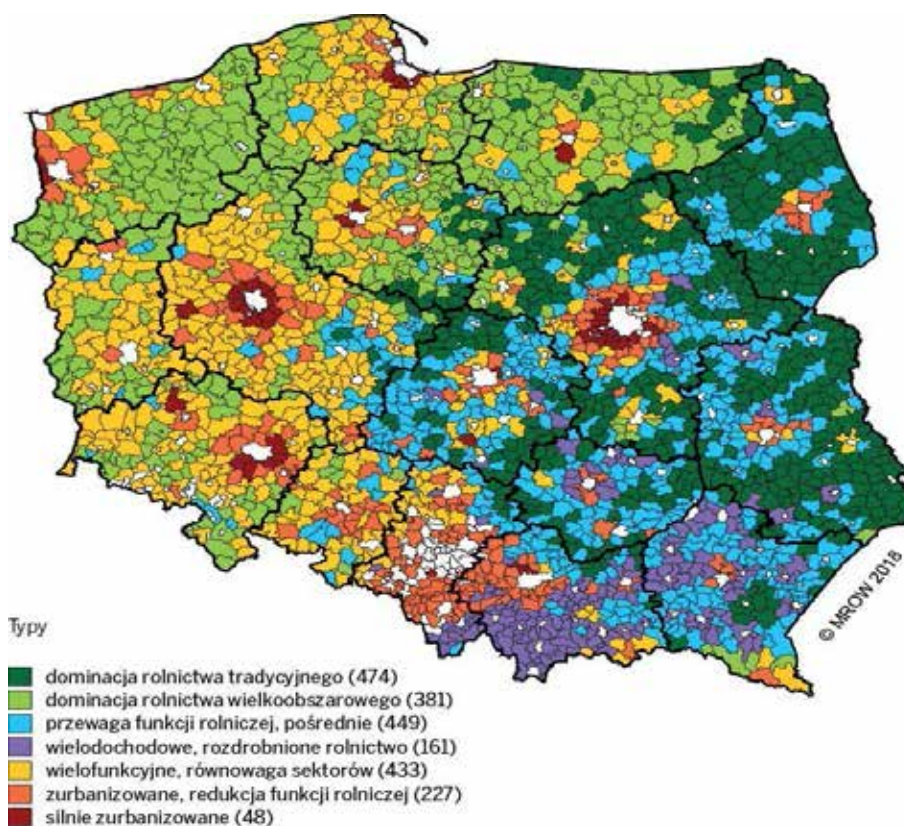 © MROW 2018
Typy
dominacja rolnictwa tradycyjnego (474)
dominacja rolnictwa wielkoobszarowego (381)
przewaga funkcji rolniczej, pośrednie (449)
wielodochodowe, rozdrobnione rolnictwo (161)
wielofunkcyjne, równowaga sektorów (433)
zurbanizowane, redukcja funkcji rolniczej (227)
silnie zurbanizowane (48)